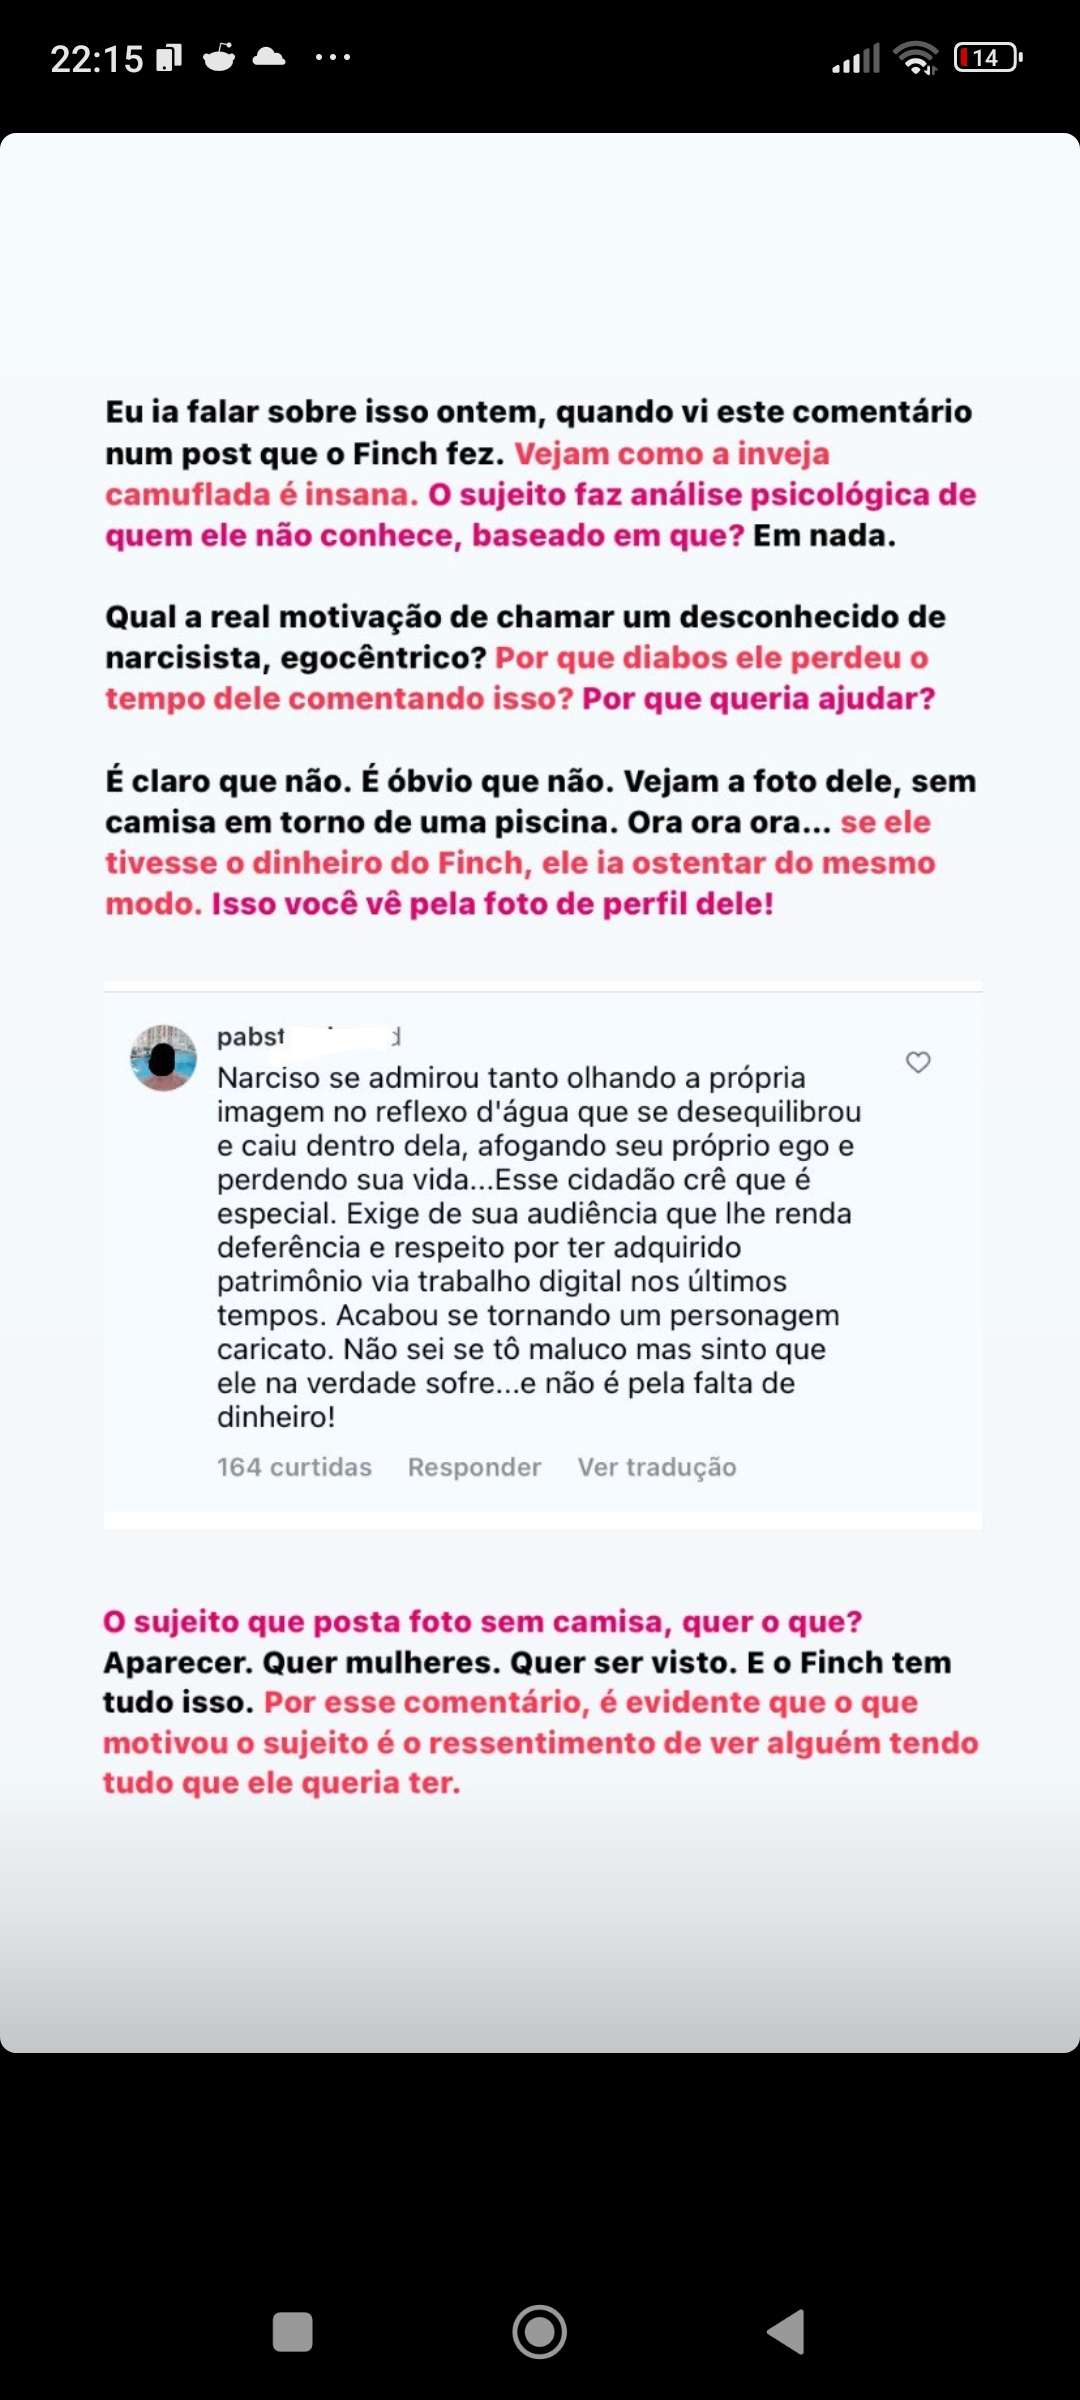 22:15
14
Eu ia falar sobre isso ontem, quando vi este comentário
num post que o Finch fez. Vejam como a inveja
camuflada é insana. O sujeito faz análise psicológica de
quem ele não conhece, baseado em que? Em nada.
Qual a real motivação de chamar um desconhecido de
narcisista, egocêntrico? Por que diabos ele perdeu o
tempo dele comentando isso? Por que queria ajudar?
É claro que não. É óbvio que não. Vejam a foto dele, sem
camisa em torno de uma piscina. Ora ora ora... se ele
tivesse o dinheiro do Finch, ele ia ostentar do mesmo
modo. Isso você vê pela foto de perfil dele!
Narciso se admirou tanto olhando a própria
imagem no reflexo d'água que se desequilibrou
e caiu dentro dela, afogando seu próprio ego e
perdendo sua vida...Esse cidadão crê que é
especial. Exige de sua audiência que lhe renda
deferência e respeito por ter adquirido
patrimônio via trabalho digital nos últimos
tempos. Acabou se tornando um personagem
caricato. Não sei se tô maluco mas sinto que
ele na verdade sofre...e não é pela falta de
dinheiro!
164 curtidas Responder Ver tradução
O sujeito que posta foto sem camisa, quer o que?
Aparecer. Quer mulheres. Quer ser visto. E o Finch tem
tudo isso. Por esse comentário, é evidente que o que
motivou o sujeito é o ressentimento de ver alguém tendo
tudo que ele queria ter.